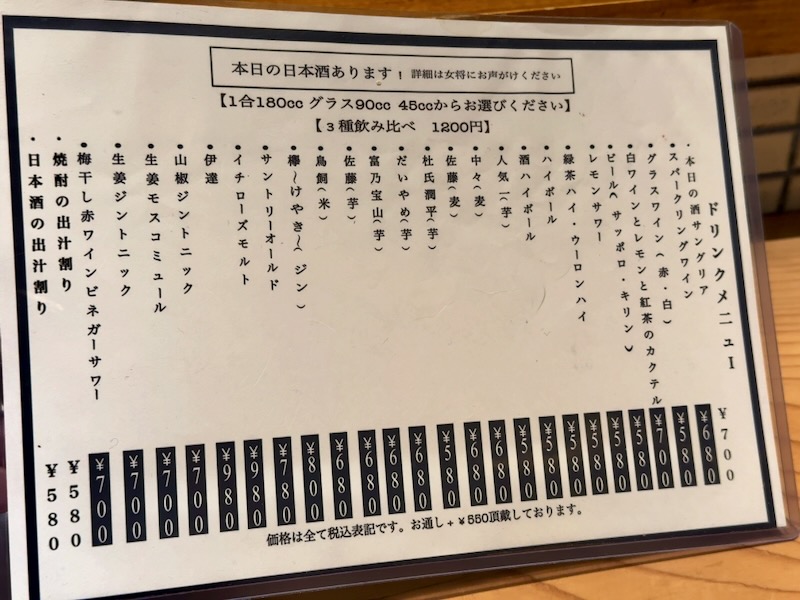 本日の日本酒あります! 詳細は女将にお声がけください
【1合180cc グラス90cc 45ccからお選びください】
【3種飲み比べ 1200円】
ドリンクメニュー
・本日の酒サングリア ¥700
●スパークリングワイン ¥680
●グラスワイン(赤・白) ¥580
●白ワインとレモンと紅茶のカクテル ¥700
●ビール(サッポロ・キリン) ¥580
●レモンサワー ¥580
●緑茶ハイ・ウーロンハイ ¥580
●ハイボール ¥580
●酒ハイボール ¥580
●人気一(芋) ¥580
●中々(麦) ¥680
●佐藤(麦) ¥680
●杜氏潤平(芋) ¥580
●だいやめ(芋) ¥680
●富乃宝山(芋) ¥680
●佐藤(芋) ¥680
●鳥飼(米) ¥680
●欅〜けやき〜(ジン) ¥800
●サントリーオールド ¥780
●イチローズモルト ¥980
●伊達 ¥980
●山椒ジントニック ¥700
●生姜モスコミュール ¥700
●生姜ジントニック ¥700
●梅干し赤ワインビネガーサワー ¥700
・焼酎の出汁割り ¥580
・日本酒の出汁割り ¥580
価格は全て税込表記です。お通し+¥550頂戴しております。